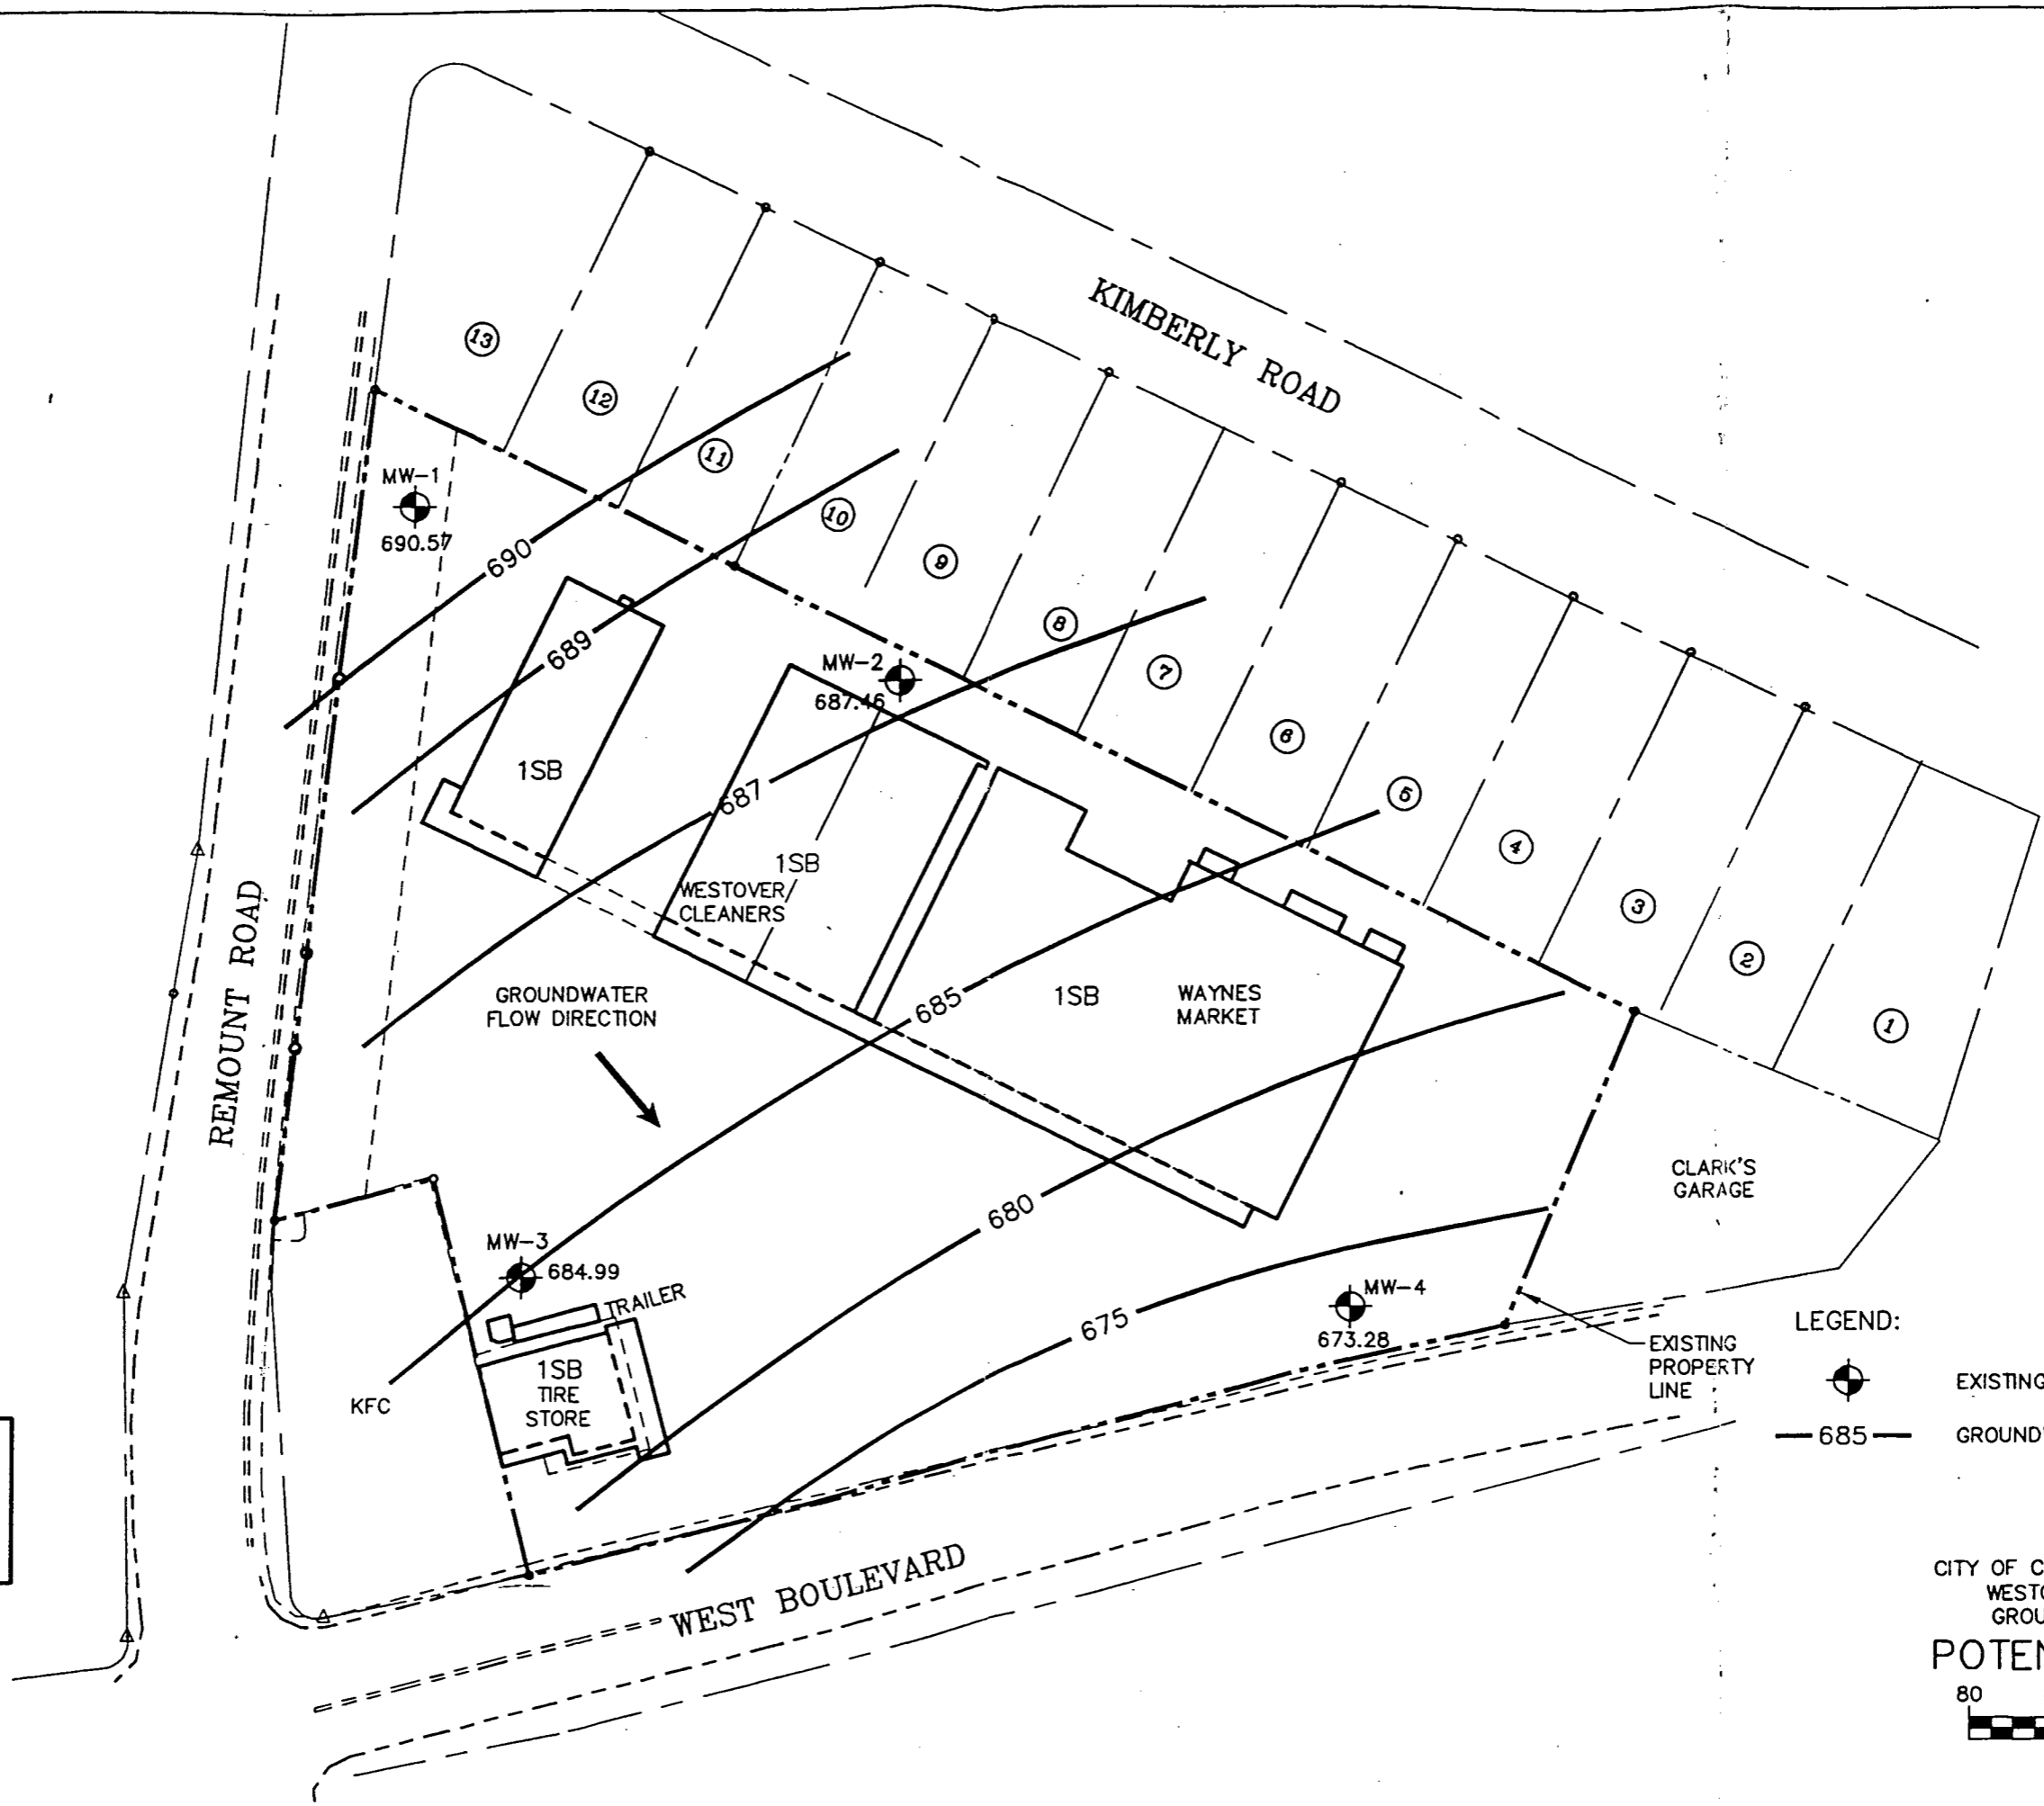 KIMBERLY ROAD
13
12
11
10
9
8
7
6
5
4
3
2
1
MW-1
690.57
690
689
MW-2
687.46
687
1SB
1SB
WESTOVER
CLEANERS
685
1SB
WAYNES
MARKET
GROUNDWATER
FLOW DIRECTION
REMOUNT ROAD
CLARK'S
GARAGE
680
MW-3
684.99
TRAILER
1SB
TIRE
STORE
KFC
675
MW-4
673.28
EXISTING
PROPERTY
LINE
LEGEND:
EXISTING
685
GROUND
WEST BOULEVARD
CITY OF C
WESTO
GROU
POTEN
80